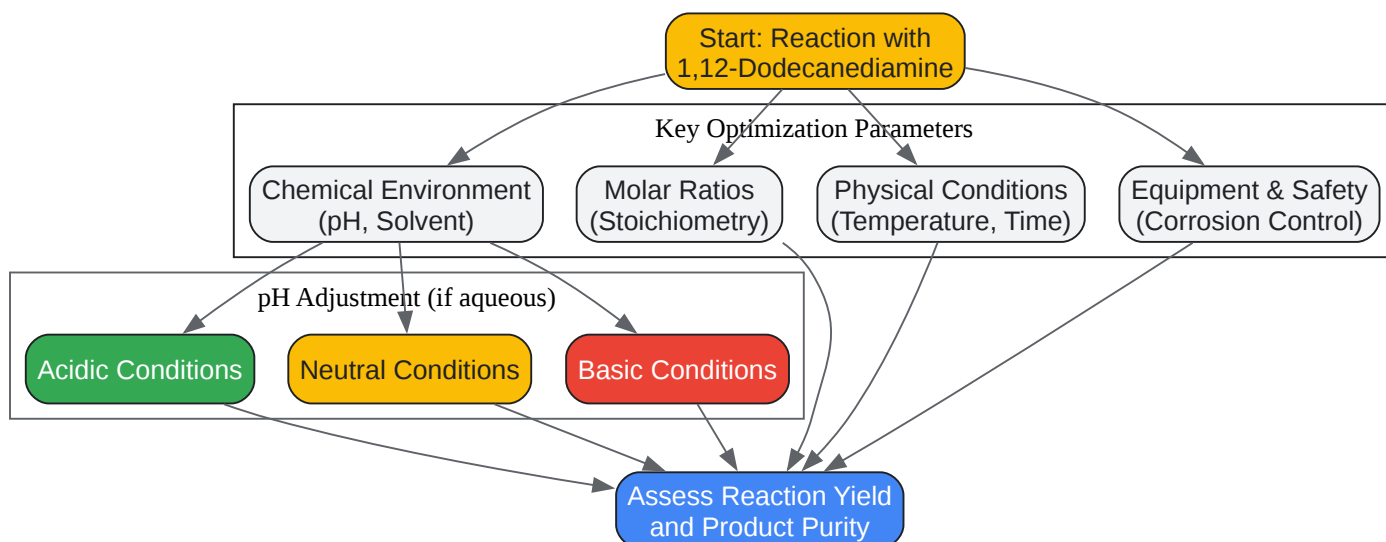 Start: Reaction with
1,12-Dodecanediamine
Key Optimization Parameters
Chemical Environment
(pH, Solvent)
Molar Ratios
(Stoichiometry)
Physical Conditions
(Temperature, Time)
Equipment & Safety
(Corrosion Control)
pH Adjustment (if aqueous)
Acidic Conditions
Neutral Conditions
Basic Conditions
Assess Reaction Yield
and Product Purity